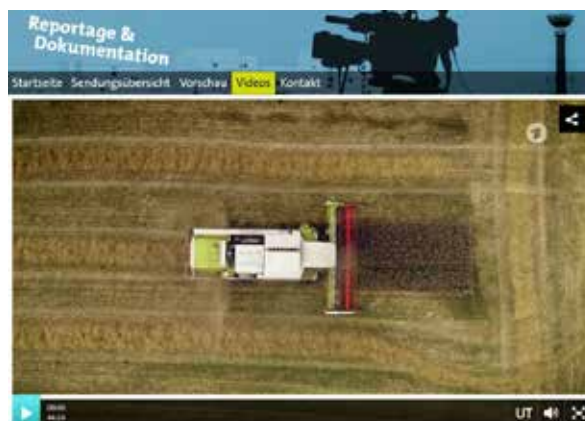 Reportage &
Dokumentation
Startseite Sendungsübersicht Vorschau Videos Kontakt
UT